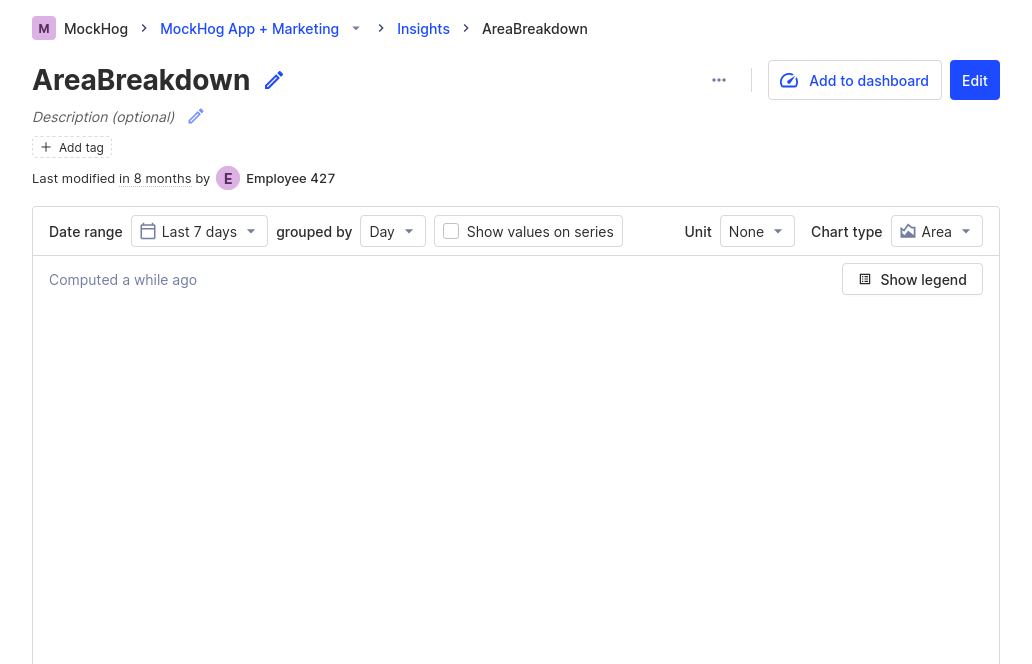 M MockHog MockHog App + Marketing Insights AreaBreakdown
AreaBreakdown
Add to dashboard
Edit
Description (optional)
Add tag
Last modified in 8 months by E Employee 427
Date range Last 7 days grouped by Day Show values on series Unit None Chart type Area
Computed a while ago
Show legend